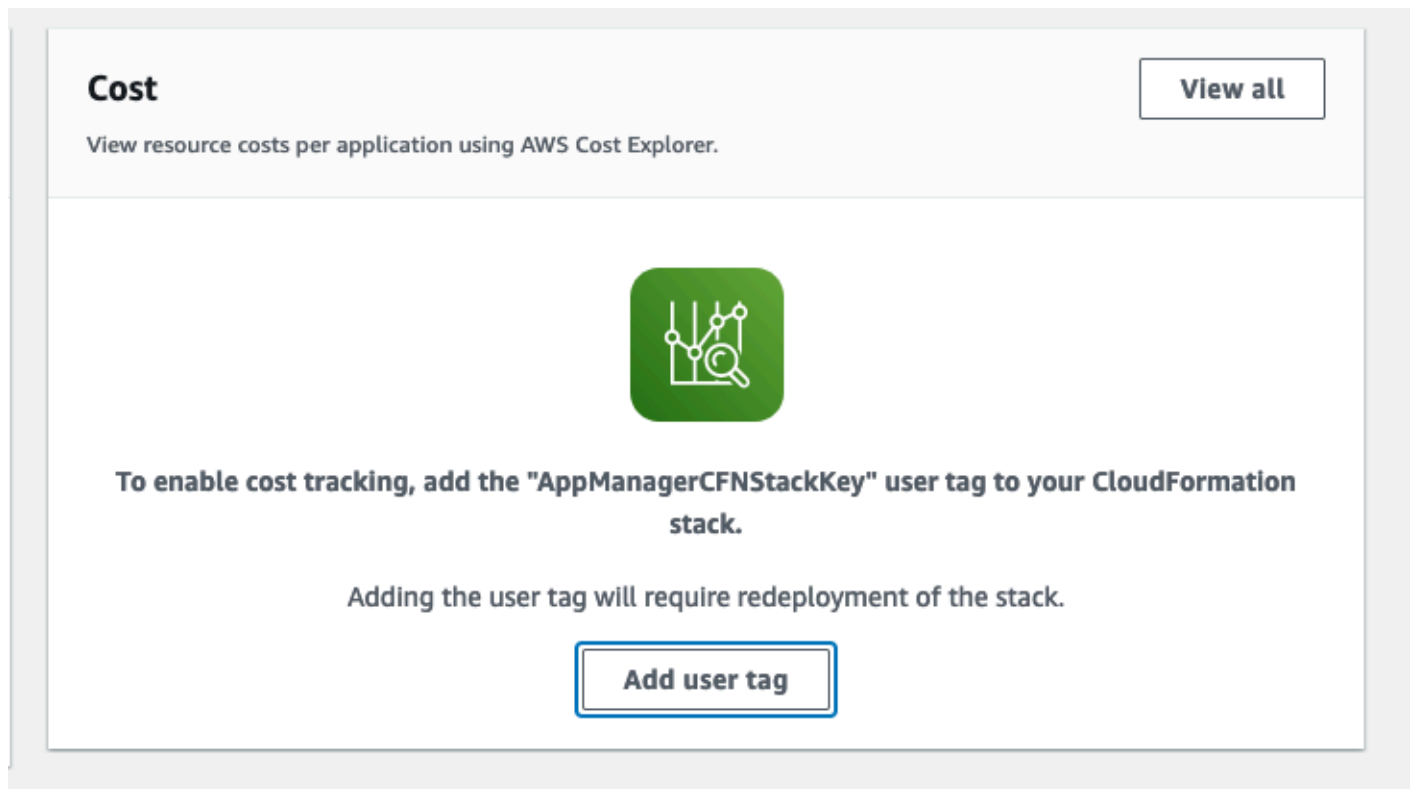 Cost
View all
View resource costs per application using AWS Cost Explorer.
To enable cost tracking, add the "AppManagerCFNStackKey" user tag to your CloudFormation
stack.
Adding the user tag will require redeployment of the stack.
Add user tag